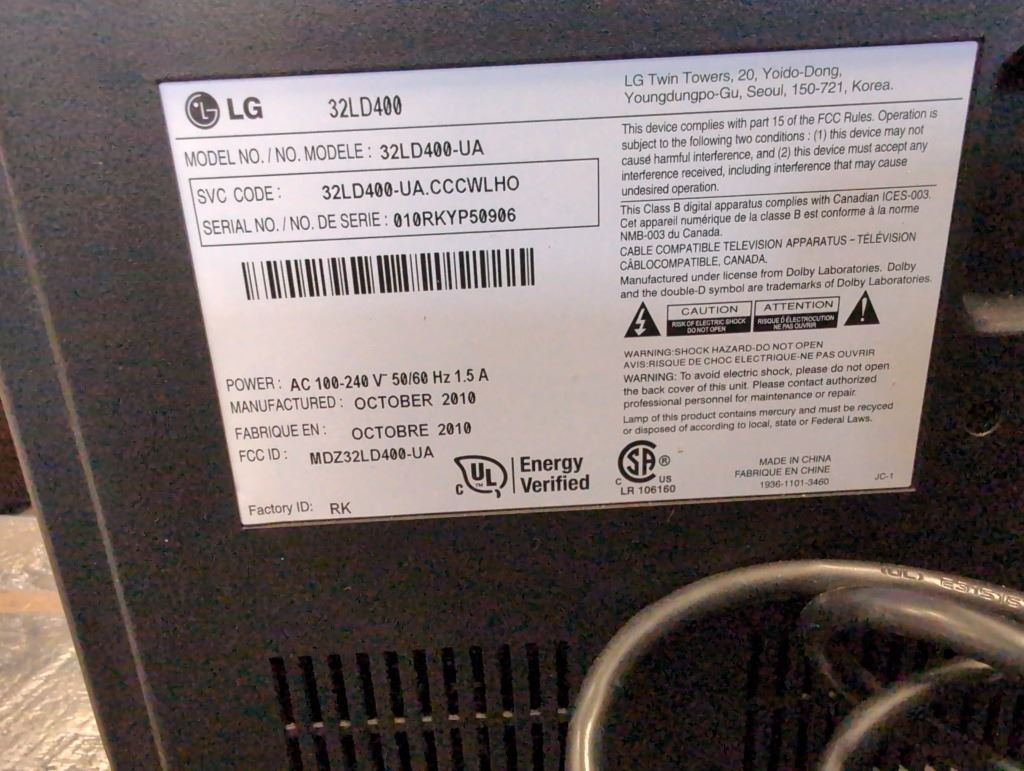 LG 32LD400
LG Twin Towers, 20, Yoido-Dong,
Youngdungpo-Gu, Seoul, 150-721, Korea.
MODEL NO. / NO. MODELE : 32LD400-UA
SVC CODE : 32LD400-UA.CCCWLHO
SERIAL NO. / NO. DE SERIE : 010RKYP50906
POWER : AC 100-240 V~ 50/60 Hz 1.5 A
MANUFACTURED : OCTOBER 2010
FABRIQUE EN : OCTOBRE 2010
FCC ID : MDZ32LD400-UA
Factory ID: RK
This device complies with part 15 of the FCC Rules. Operation is
subject to the following two conditions : (1) this device may not
cause harmful interference, and (2) this device must accept any
interference received, including interference that may cause
undesired operation.
This Class B digital apparatus complies with Canadian ICES-003.
Cet appareil numérique de la classe B est conforme à la norme
NMB-003 du Canada.
CABLE COMPATIBLE TELEVISION APPARATUS – TÉLÉVISION
CÂBLOCOMPATIBLE, CANADA.
Manufactured under license from Dolby Laboratories. Dolby
and the double-D symbol are trademarks of Dolby Laboratories.
CAUTION
RISK OF ELECTRIC SHOCK
DO NOT OPEN
ATTENTION
RISQUE D'ÉLECTROCUTION
NE PAS OUVRIR
WARNING:SHOCK HAZARD-DO NOT OPEN
AVIS:RISQUE DE CHOC ELECTRIQUE-NE PAS OUVRIR
WARNING: To avoid electric shock, please do not open
the back cover of this unit. Please contact authorized
professional personnel for maintenance or repair.
Lamp of this product contains mercury and must be recycled
or disposed of according to local, state or Federal Laws.
C UL TM
Energy
Verified
C SA ® US
LR 106160
MADE IN CHINA
FABRIQUE EN CHINE
1936-1101-3460
JC-1
(UL)